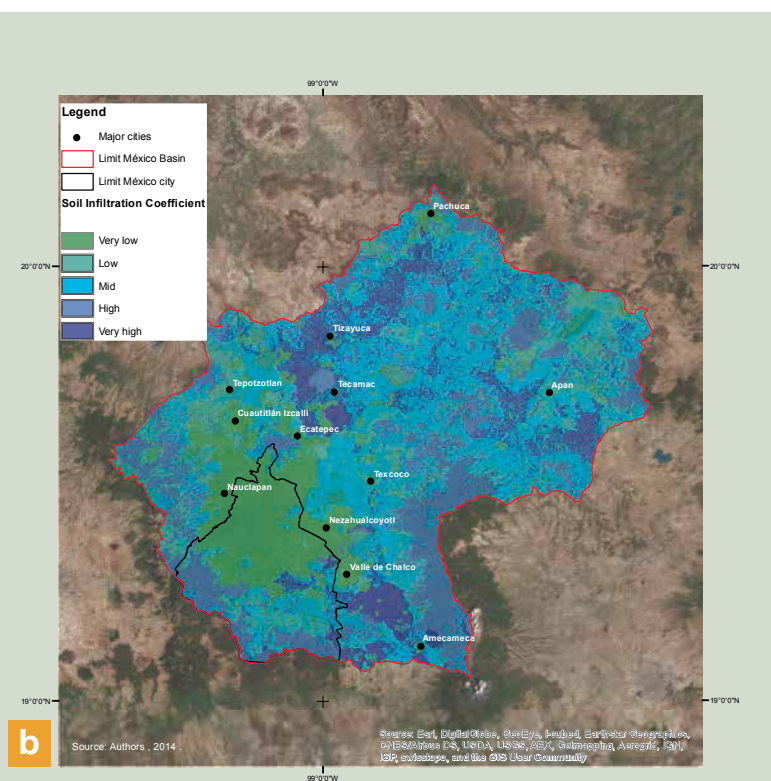 99°0'0"W
Legend
Major cities
Limit México Basin
Limit México city
Soil Infiltration Coefficient
Very low
Low
Mid
High
Very high
Pachuca
20°0'0"N
20°0'0"N
Tizayuca
Tepotzotlan
Tecamac
Apan
Cuautitlán Izcalli
Ecatepec
Texcoco
Nauclapan
Nezahualcoyotl
Valle de Chalco
Amecameca
19°0'0"N
19°0'0"N
b
Source: Authors , 2014 .
Source: Esri, DigitalGlobe, GeoEye, i-cubed, Earthstar Geographics,
CNES/Airbus DS, USDA, USGS, AEX, Getmapping, Aerogrid, IGN,
IGP, swisstopo, and the GIS User Community
99°0'0"W